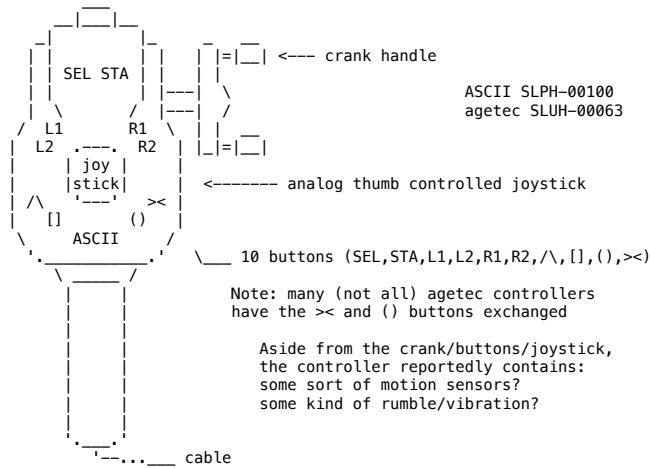 <--- crank handle
SEL STA
ASCII SLPH-00100
agetec SLUH-00063
L1 R1
L2 R2
joy
stick
<------- analog thumb controlled joystick
/\ ><
[] ()
ASCII
\___ 10 buttons (SEL,STA,L1,L2,R1,R2,/\,[],(),><)
Note: many (not all) agetec controllers
have the >< and () buttons exchanged
Aside from the crank/buttons/joystick,
the controller reportedly contains:
some sort of motion sensors?
some kind of rumble/vibration?
cable